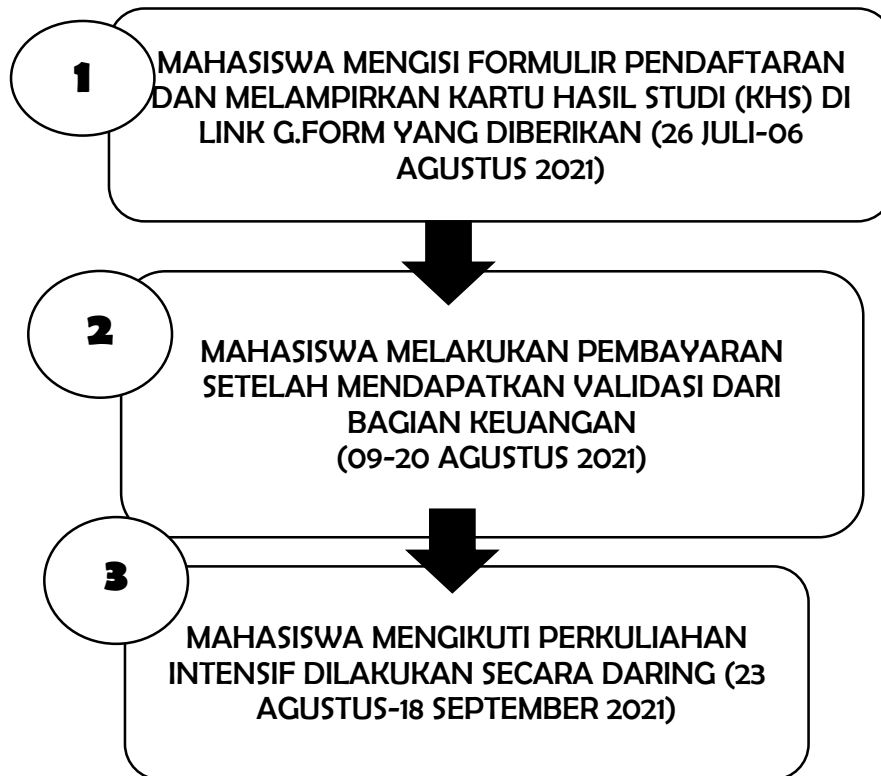 1
MAHASISWA MENGISI FORMULIR PENDAFTARAN
DAN MELAMPIRKAN KARTU HASIL STUDI (KHS) DI
LINK G.FORM YANG DIBERIKAN (26 JULI-06
AGUSTUS 2021)
2
MAHASISWA MELAKUKAN PEMBAYARAN
SETELAH MENDAPATKAN VALIDASI DARI
BAGIAN KEUANGAN
(09-20 AGUSTUS 2021)
3
MAHASISWA MENGIKUTI PERKULIAHAN
INTENSIF DILAKUKAN SECARA DARING (23
AGUSTUS-18 SEPTEMBER 2021)